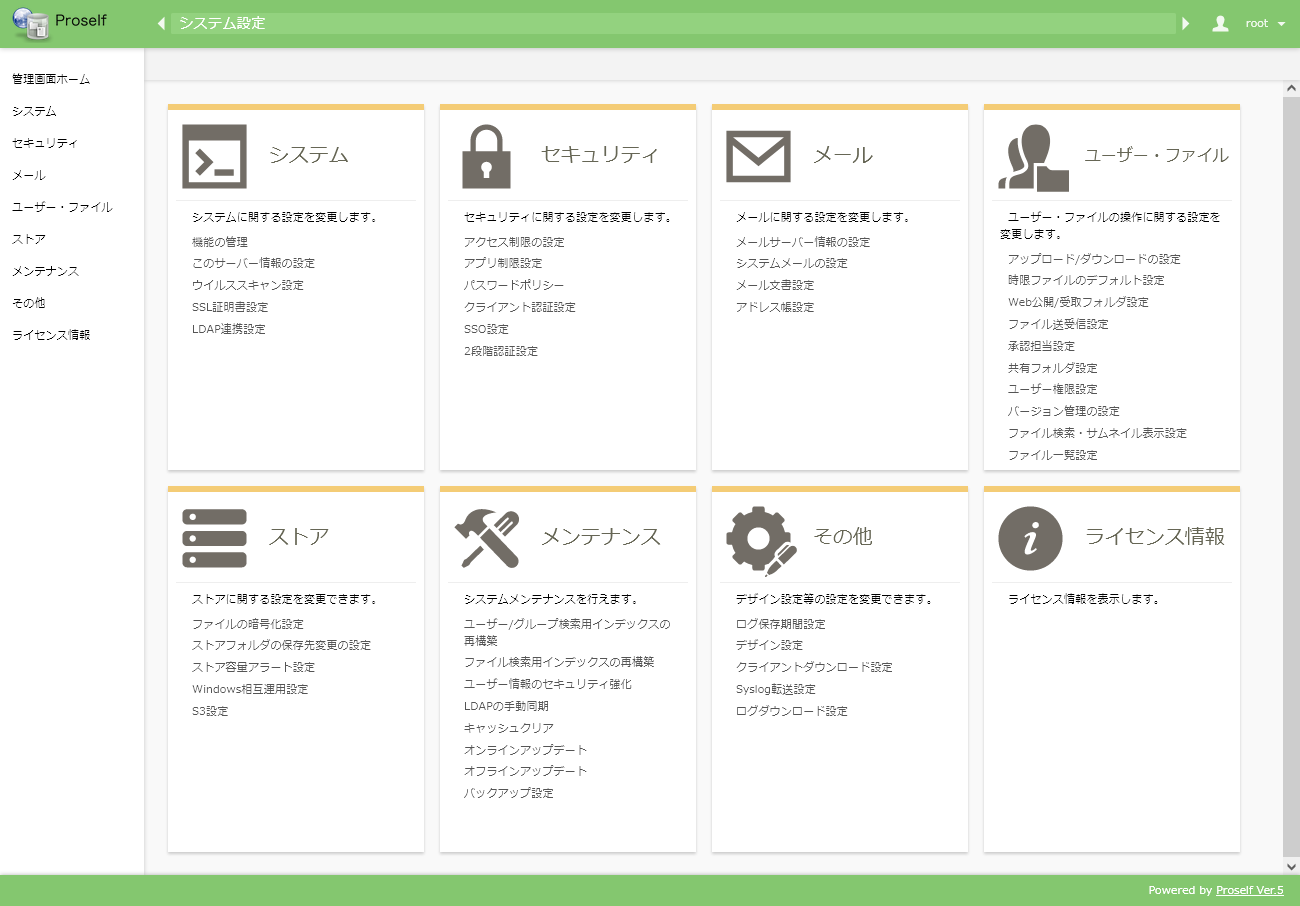 Proself
システム設定
root
管理画面ホーム
システム
セキュリティ
メール
ユーザー・ファイル
ストア
メンテナンス
その他
ライセンス情報
システム
システムに関する設定を変更します。
機能の管理
このサーバー情報の設定
ウイルススキャン設定
SSL証明書設定
LDAP連携設定
セキュリティ
セキュリティに関する設定を変更します。
アクセス制限の設定
アプリ制限設定
パスワードポリシー
クライアント認証設定
SSO設定
2段階認証設定
メール
メールに関する設定を変更します。
メールサーバー情報の設定
システムメールの設定
メール文書設定
アドレス帳設定
ユーザー・ファイル
ユーザー・ファイルの操作に関する設定を
変更します。
アップロード/ダウンロードの設定
時限ファイルのデフォルト設定
Web公開/受取フォルダ設定
ファイル送受信設定
承認担当設定
共有フォルダ設定
ユーザー権限設定
バージョン管理の設定
ファイル検索・サムネイル表示設定
ファイル一覧設定
ストア
ストアに関する設定を変更できます。
ファイルの暗号化設定
ストアフォルダの保存先変更の設定
ストア容量アラート設定
Windows相互運用設定
S3設定
メンテナンス
システムメンテナンスを行えます。
ユーザー/グループ検索用インデックスの
再構築
ファイル検索用インデックスの再構築
ユーザー情報のセキュリティ強化
LDAPの手動同期
キャッシュクリア
オンラインアップデート
オフラインアップデート
バックアップ設定
その他
デザイン設定等の設定を変更できます。
ログ保存期間設定
デザイン設定
クライアントダウンロード設定
Syslog転送設定
ログダウンロード設定
ライセンス情報
ライセンス情報を表示します。
Powered by Proself Ver.5